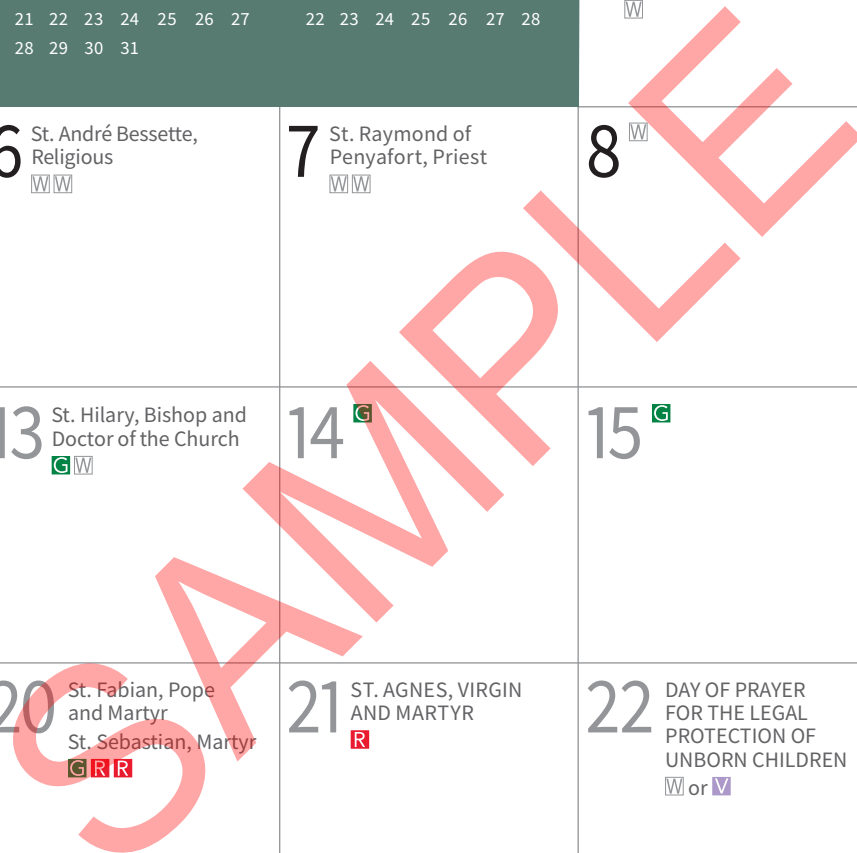 21 22 23 24 25 26 27
28 29 30 31
22 23 24 25 26 27 28
W
6 St. André Bessette,
Religious
W W
7 St. Raymond of
Penyafort, Priest
W W
8 W
13 St. Hilary, Bishop and
Doctor of the Church
G W
14 G
15 G
20 St. Fabian, Pope
and Martyr
St. Sebastian, Martyr
G R R
21 ST. AGNES, VIRGIN
AND MARTYR
R
22 DAY OF PRAYER
FOR THE LEGAL
PROTECTION OF
UNBORN CHILDREN
W or V
SAMPLE